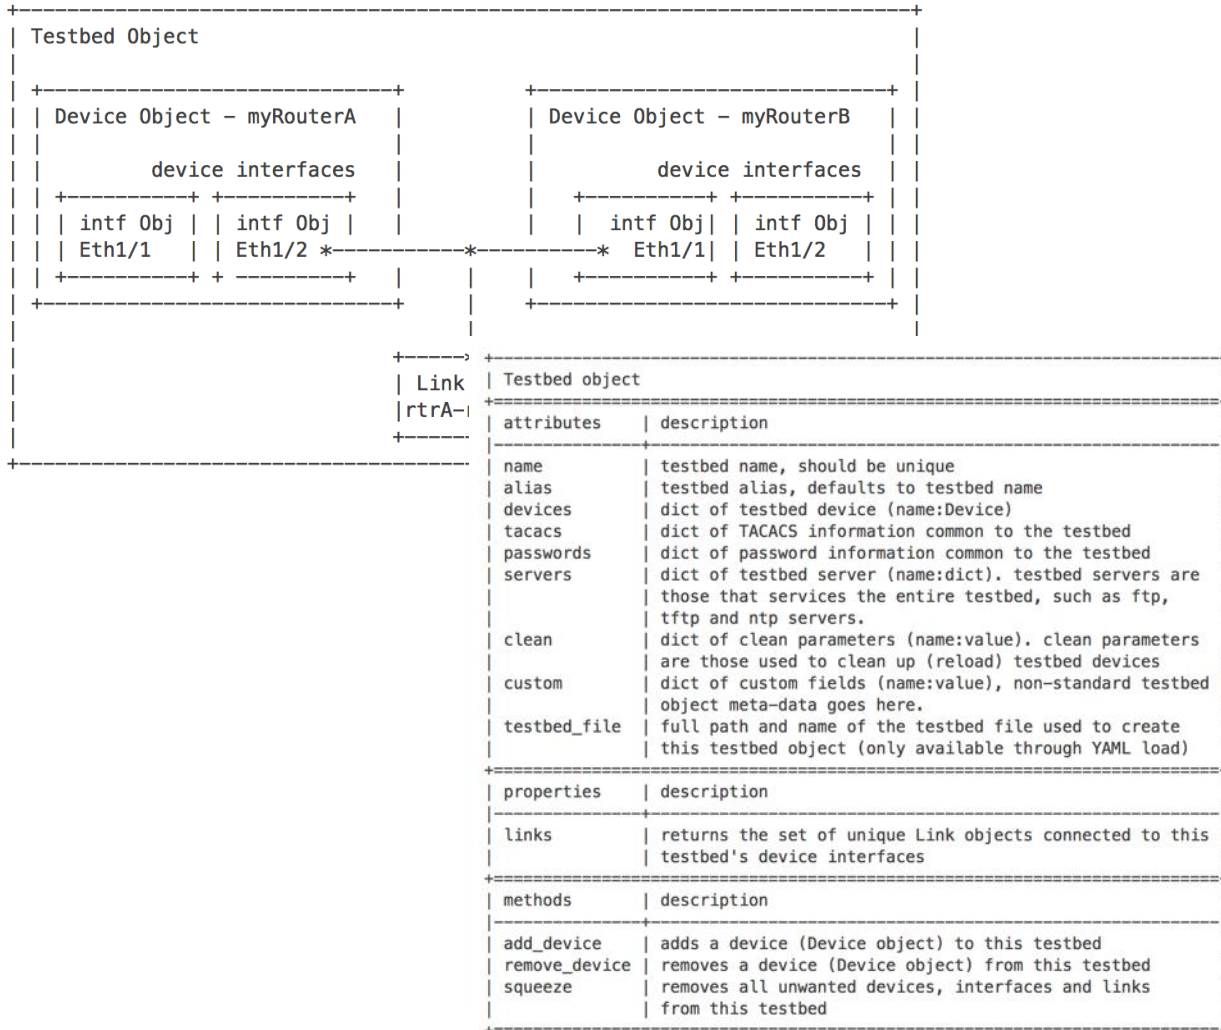 Testbed Object
Device Object - myRouterA
Device Object - myRouterB
device interfaces
device interfaces
intf Obj
intf Obj
intf Obj
intf Obj
Eth1/1
Eth1/2
Eth1/1
Eth1/2
Link
rtrA-
Testbed object
attributes | description
name | testbed name, should be unique
alias | testbed alias, defaults to testbed name
devices | dict of testbed device (name:Device)
tacacs | dict of TACACS information common to the testbed
passwords | dict of password information common to the testbed
servers | dict of testbed server (name:dict). testbed servers are
those that services the entire testbed, such as ftp,
tftp and ntp servers.
clean | dict of clean parameters (name:value). clean parameters
are those used to clean up (reload) testbed devices
custom | dict of custom fields (name:value), non-standard testbed
object meta-data goes here.
testbed_file | full path and name of the testbed file used to create
this testbed object (only available through YAML load)
properties | description
links | returns the set of unique Link objects connected to this
testbed's device interfaces
methods | description
add_device | adds a device (Device object) to this testbed
remove_device | removes a device (Device object) from this testbed
squeeze | removes all unwanted devices, interfaces and links
from this testbed